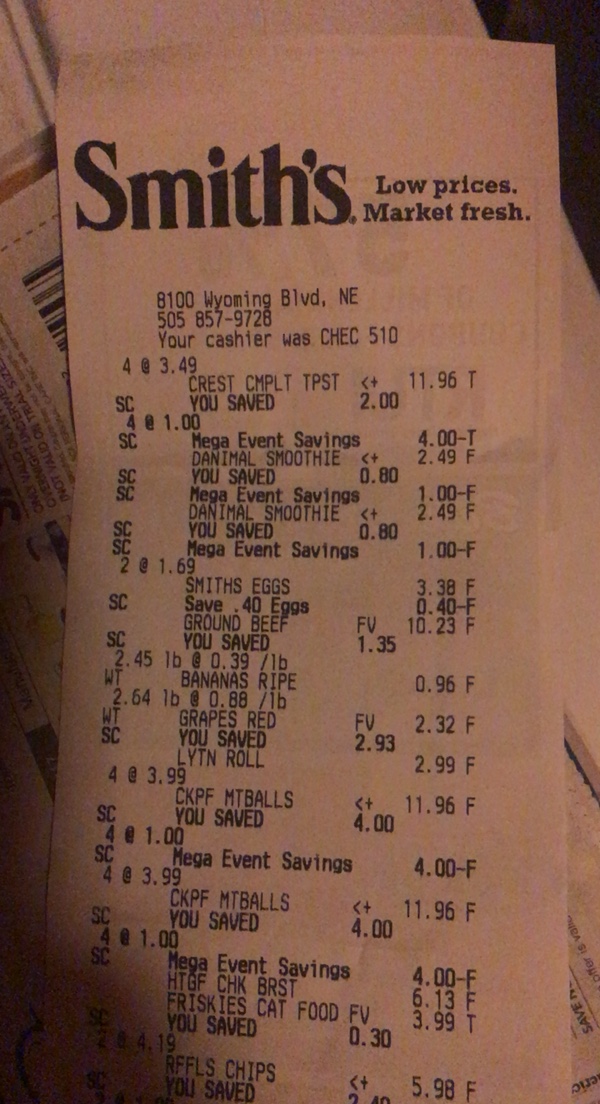 Smith's Low prices.
Market fresh.
8100 Wyoming Blvd, NE
505 857-9728
Your cashier was CHEC 510
4 @ 3.49
CREST CMPLT TPST <+ 11.96 T
SC YOU SAVED 2.00
4 @ 1.00
SC Mega Event Savings 4.00-T
DANIMAL SMOOTHIE <+ 2.49 F
SC YOU SAVED 0.80
SC Mega Event Savings 1.00-F
DANIMAL SMOOTHIE <+ 2.49 F
SC YOU SAVED 0.80
SC Mega Event Savings 1.00-F
2 @ 1.69
SMITHS EGGS 3.38 F
SC Save .40 Eggs 0.40-F
GROUND BEEF FV 10.23 F
SC YOU SAVED 1.35
2.45 lb @ 0.39 /lb
WT BANANAS RIPE 0.96 F
2.64 lb @ 0.88 /lb
WT GRAPES RED FV 2.32 F
SC YOU SAVED 2.93
LYTN ROLL 2.99 F
4 @ 3.99
CKPF MTBALLS <+ 11.96 F
SC YOU SAVED 4.00
4 @ 1.00
SC Mega Event Savings 4.00-F
4 @ 3.99
CKPF MTBALLS <+ 11.96 F
SC YOU SAVED 4.00
4 @ 1.00
SC Mega Event Savings 4.00-F
HTGF CHK BRST 6.13 F
FRISKIES CAT FOOD FV 3.99 T
SC YOU SAVED 0.30
2 @ 4.19
RFFLS CHIPS <+ 5.98 F
SC YOU SAVED 2.40